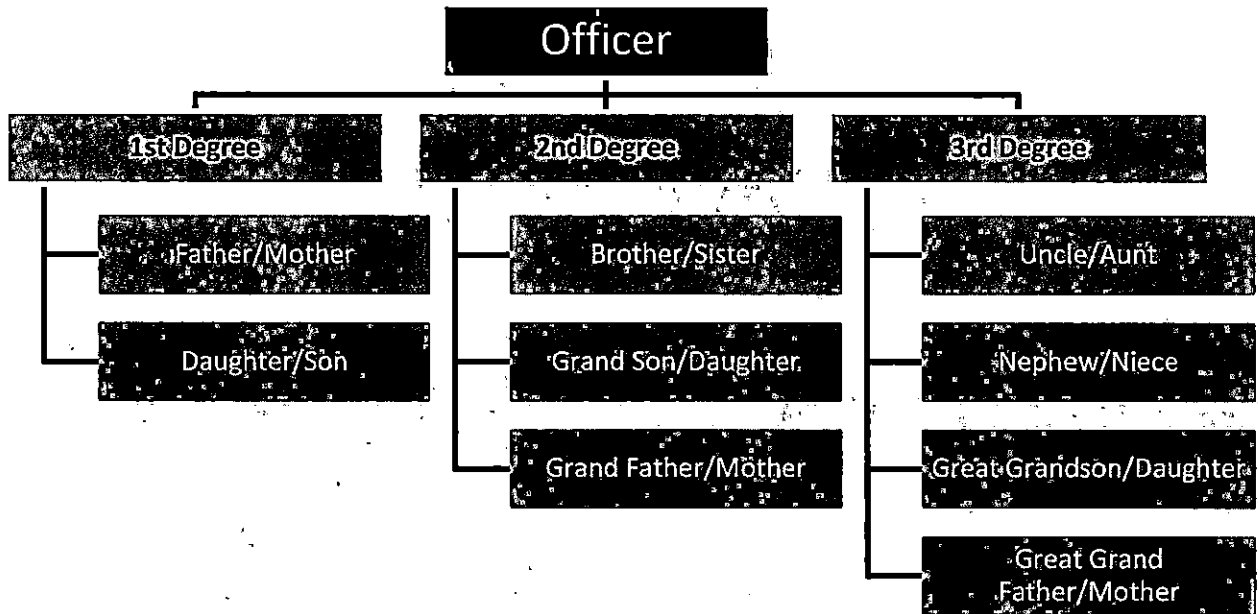 Officer
1st Degree
Father/Mother
Daughter/Son
2nd Degree
Brother/Sister
Grand Son/Daughter
Grand Father/Mother
3rd Degree
Uncle/Aunt
Nephew/Niece
Great Grandson/Daughter
Great Grand
Father/Mother